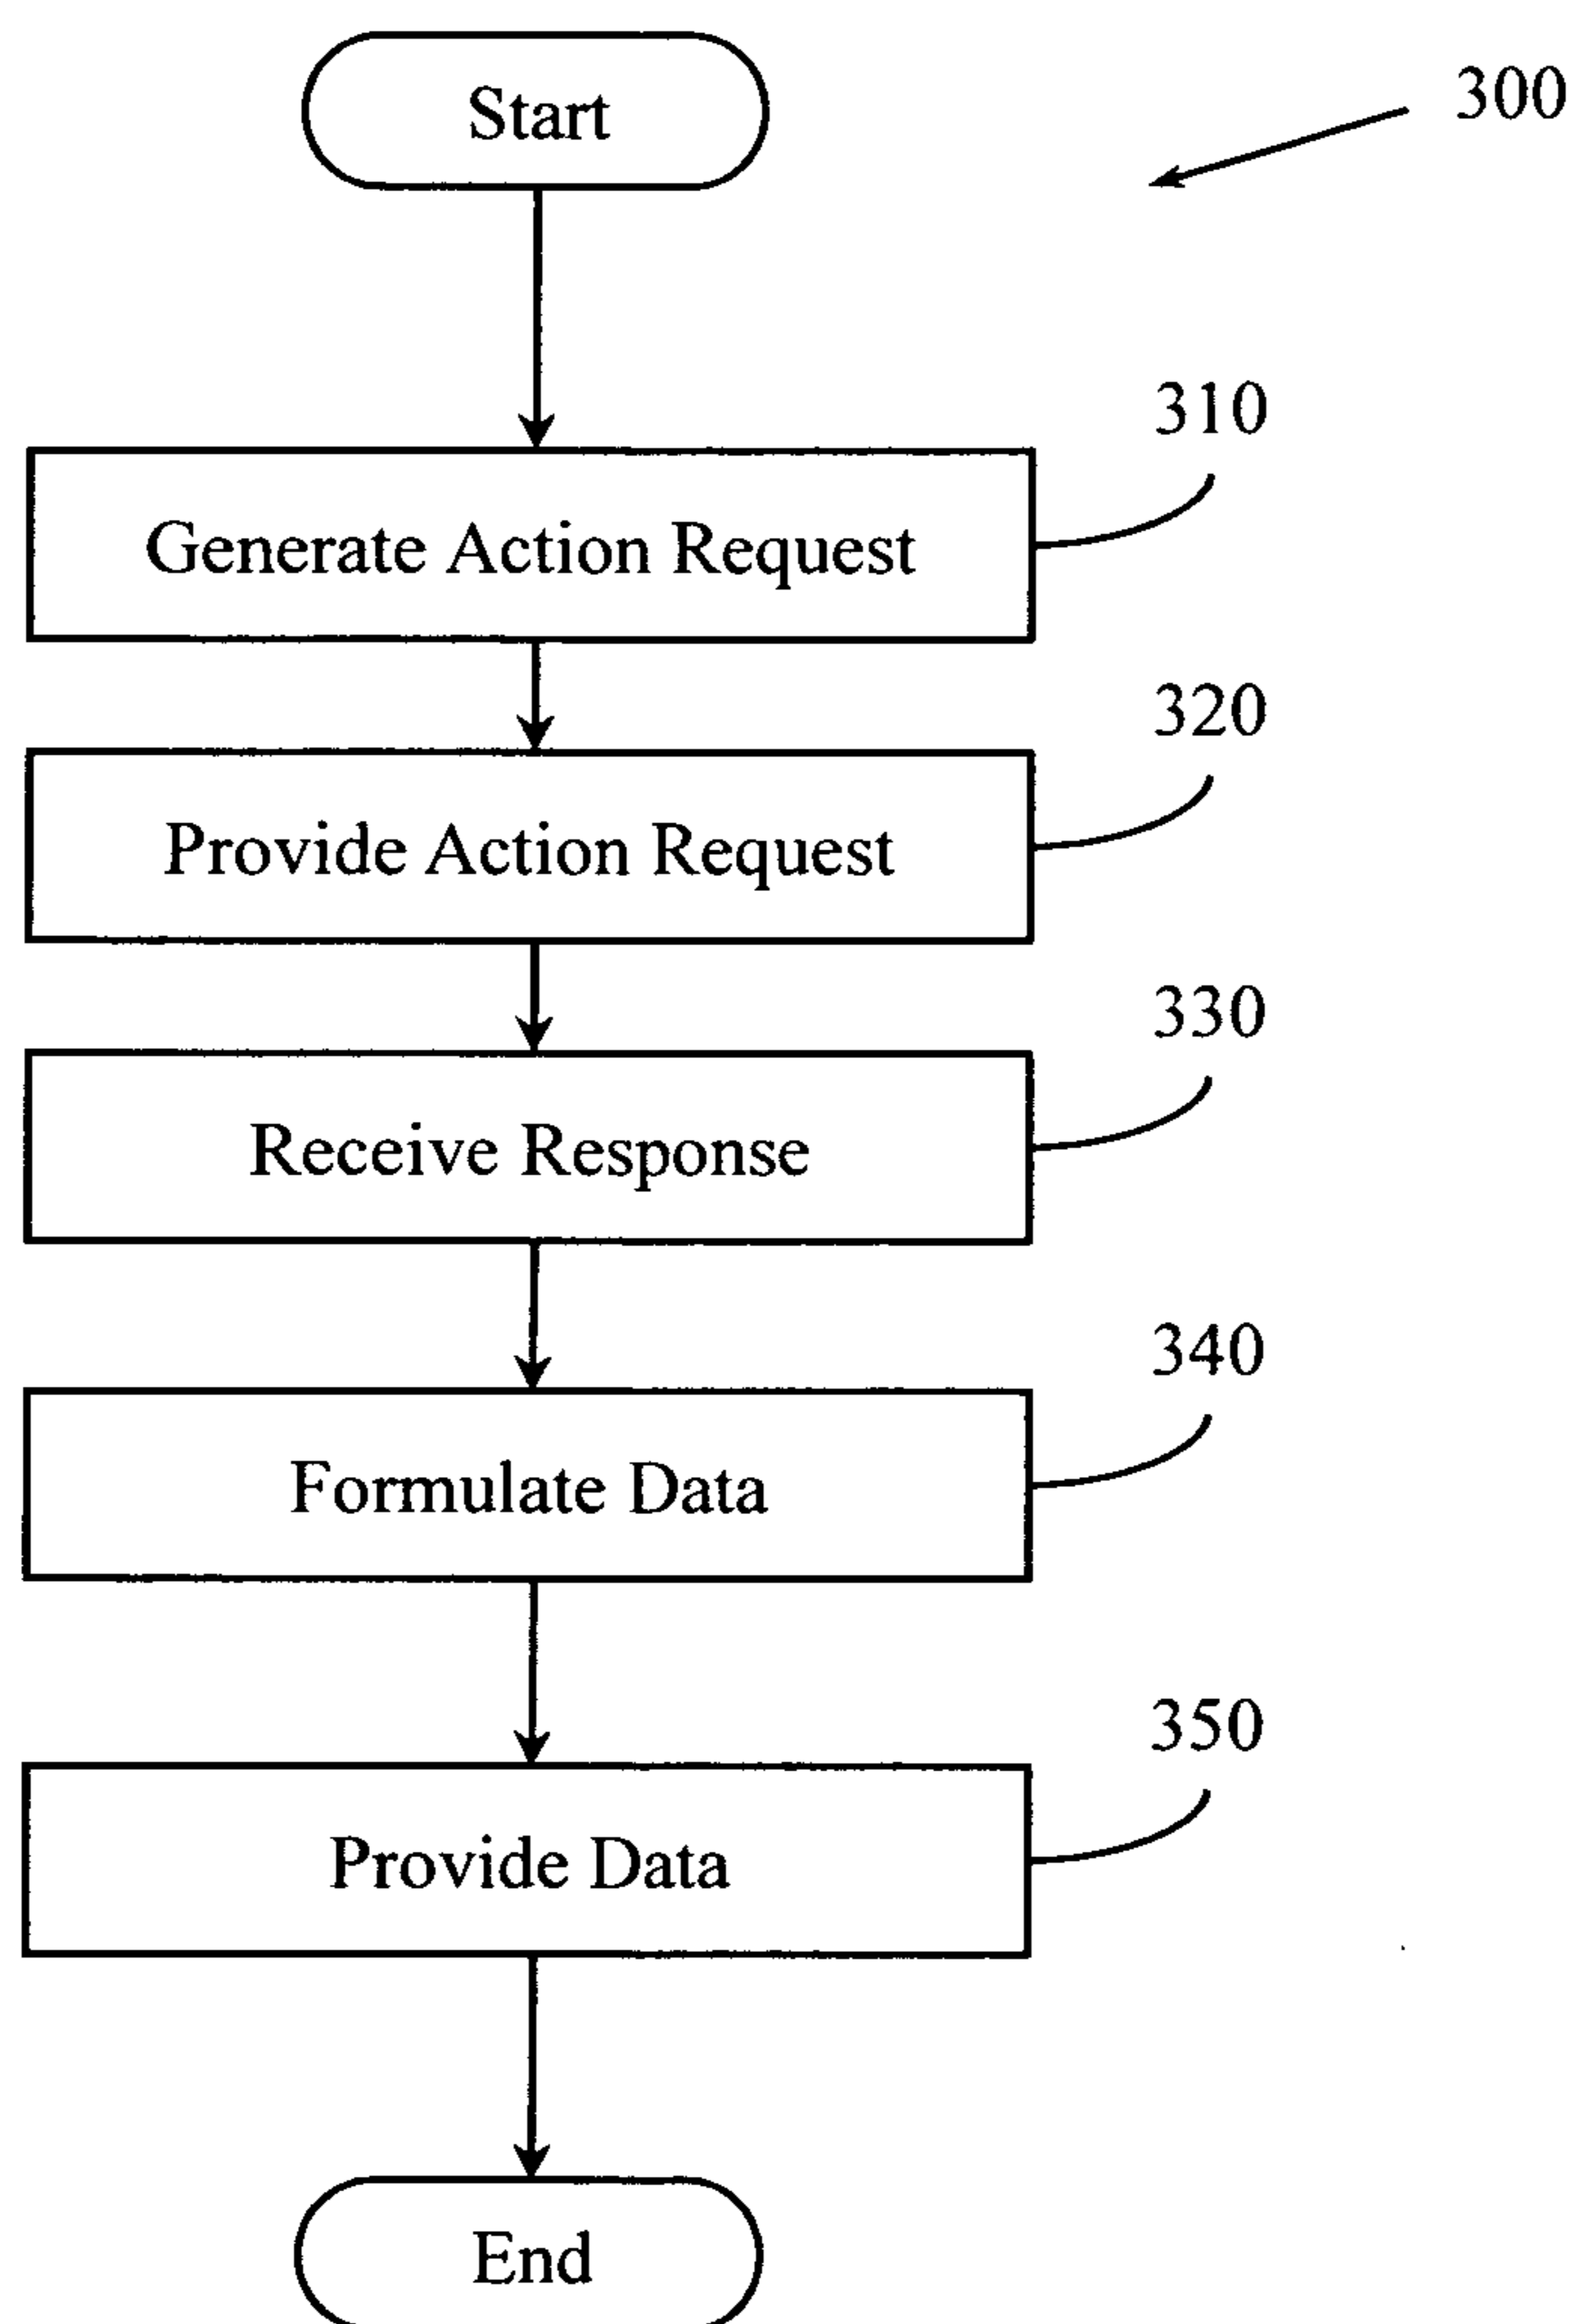 Start
300
310
Generate Action Request
320
Provide Action Request
330
Receive Response
340
Formulate Data
350
Provide Data
End